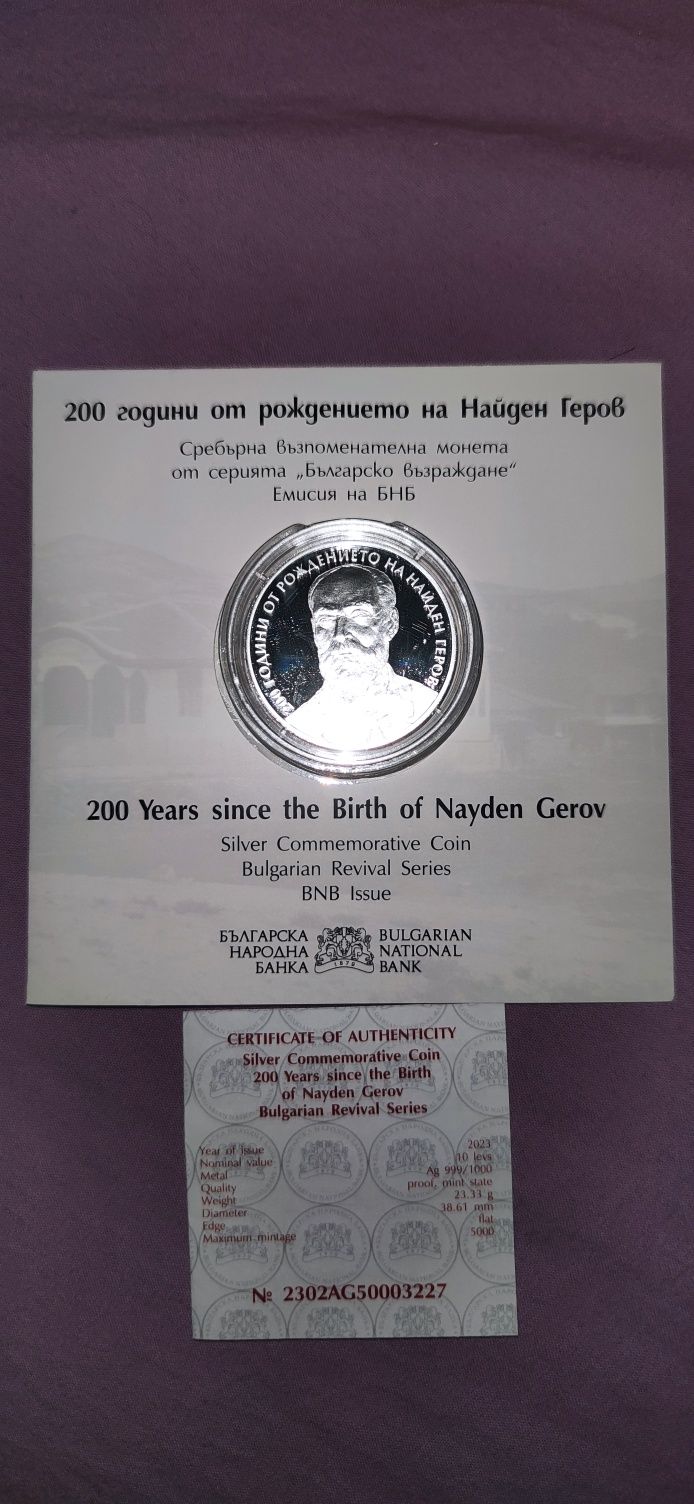 200 години от рождението на Найден Геров
Сребърна възпоменателна монета
от серията „Българско възраждане“
Емисия на БНБ
200 ГОДИНИ ОТ РОЖДЕНИЕТО НА НАЙДЕН ГЕРОВ
200 Years since the Birth of Nayden Gerov
Silver Commemorative Coin
Bulgarian Revival Series
BNB Issue
БЪЛГАРСКА
НАРОДНА
БАНКА
1879
BULGARIAN
NATIONAL
BANK
CERTIFICATE OF AUTHENTICITY
Silver Commemorative Coin
200 Years since the Birth
of Nayden Gerov
Bulgarian Revival Series
Year of issue 2023
Nominal value 10 levs
Metal Ag 999/1000
Quality proof, mint state
Weight 23.33 g
Diameter 38.61 mm
Edge flat
Maximum mintage 5000
№ 2302AG50003227